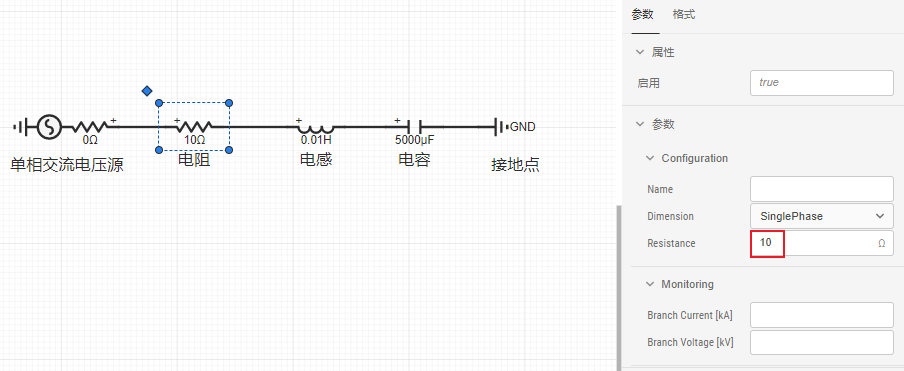 +
+
+
+
GND
0Ω
10Ω
0.01H
5000μF
单相交流电压源
电阻
电感
电容
接地点
参数
格式
属性
启用
true
参数
Configuration
Name
Dimension
SinglePhase
Resistance
10
Ω
Monitoring
Branch Current [kA]
Branch Voltage [kV]